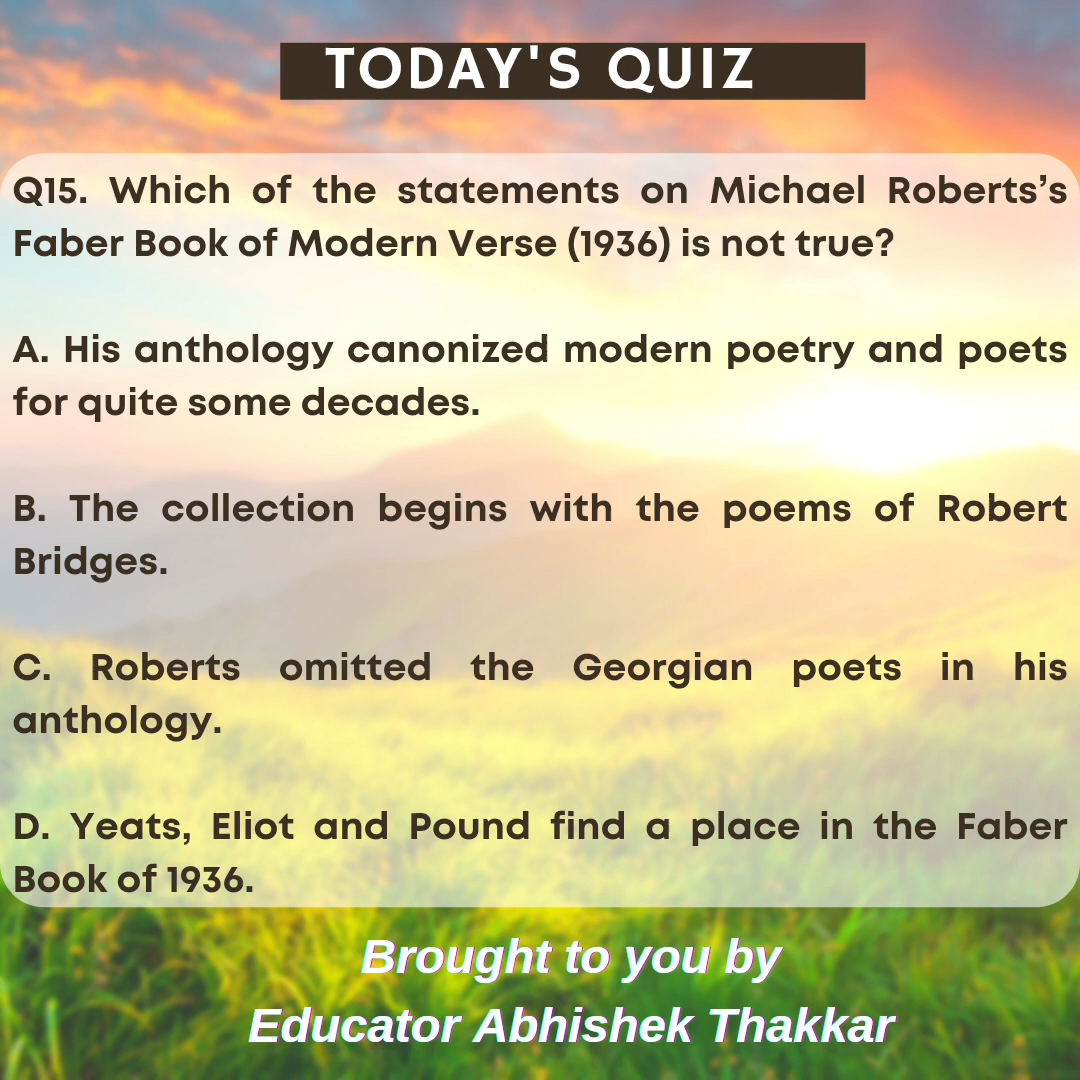 TODAY'S QUIZ
Q15. Which of the statements on Michael Roberts’s
Faber Book of Modern Verse (1936) is not true?
A. His anthology canonized modern poetry and poets
for quite some decades.
B. The collection begins with the poems of Robert
Bridges.
C. Roberts omitted the Georgian poets in his
anthology.
D. Yeats, Eliot and Pound find a place in the Faber
Book of 1936.
Brought to you by
Educator Abhishek Thakkar